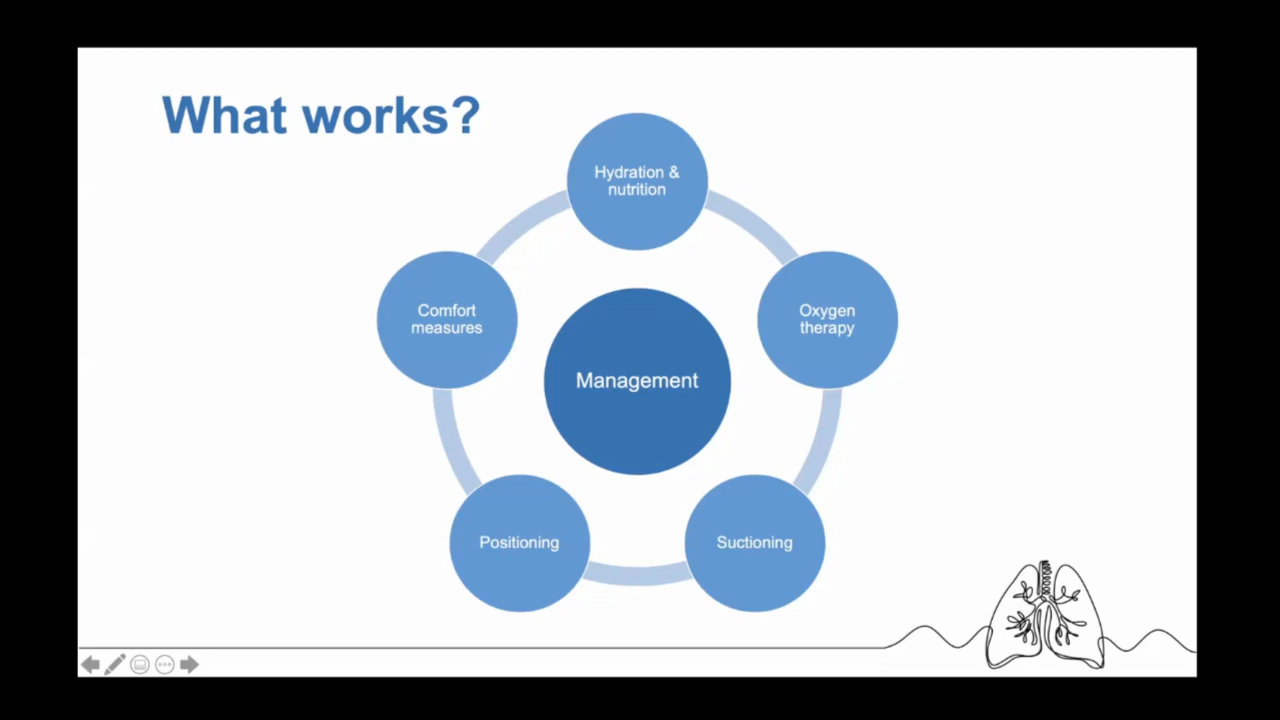 What works?
Hydration &
nutrition
Oxygen
therapy
Suctioning
Positioning
Comfort
measures
Management